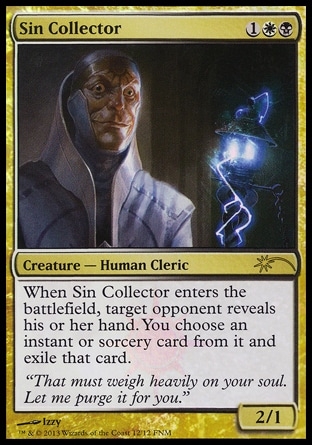 Sin Collector 1
Creature — Human Cleric
When Sin Collector enters the
battlefield, target opponent reveals
his or her hand. You choose an
instant or sorcery card from it and
exile that card.
“That must weigh heavily on your soul.
Let me purge it for you.”
Izzy
™ & © 2013 Wizards of the Coast 12/12 FNM
2/1